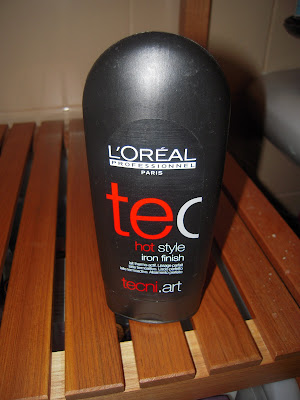 L'ORÉAL
PROFESSIONNEL
PARIS
tec
hot style
iron finish
tecni.art